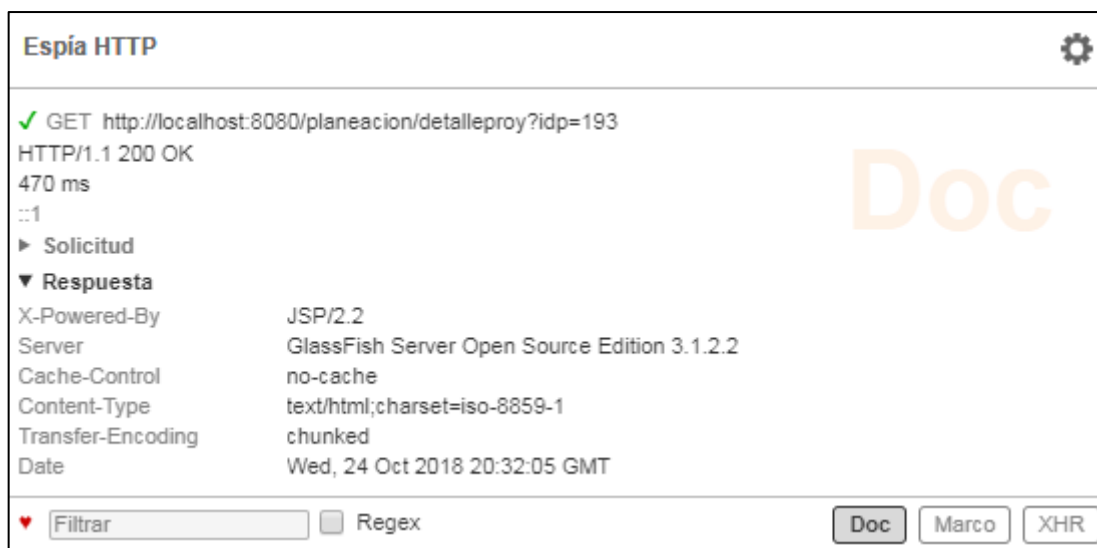 Espía HTTP
✓ GET http://localhost:8080/planeacion/detalleproy?idp=193
HTTP/1.1 200 OK
470 ms
::1
Doc
▶ Solicitud
▼ Respuesta
X-Powered-By JSP/2.2
Server GlassFish Server Open Source Edition 3.1.2.2
Cache-Control no-cache
Content-Type text/html;charset=iso-8859-1
Transfer-Encoding chunked
Date Wed, 24 Oct 2018 20:32:05 GMT
♥ Filtrar Regex Doc Marco XHR